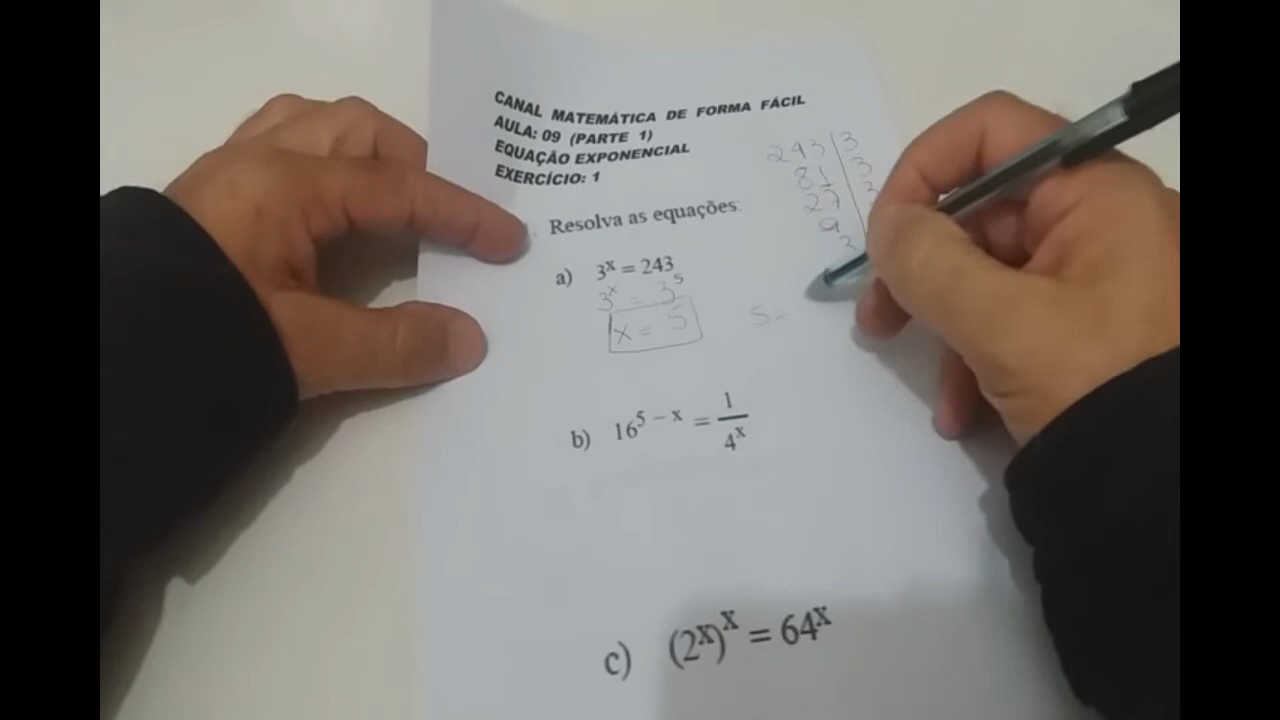 CANAL MATEMÁTICA DE FORMA FÁCIL
AULA: 09 (PARTE 1)
EQUAÇÃO EXPONENCIAL
EXERCÍCIO: 1
Resolva as equações:
a) 3^x = 243
3^x = 3^5
x = 5
243 | 3
81 | 3
27 | 3
9
3
S =
b) 16^(5 – x) = 1/4^x
c) (2^x)^x = 64^x